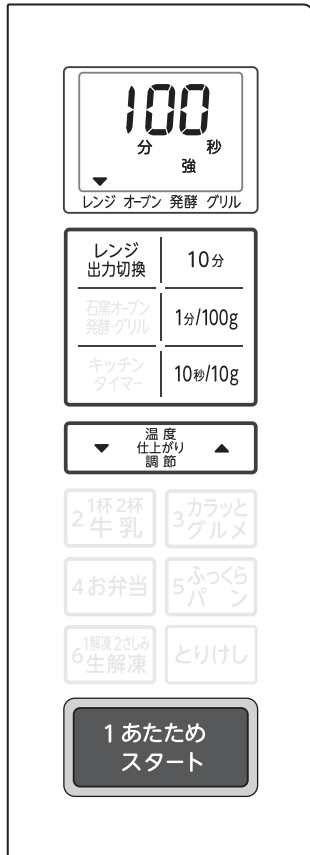 100
分 秒
強
▼
レンジ オーブン 発酵 グリル
レンジ
出力切換
10分
石窯オーブン
発酵・グリル
1分/100g
キッチン
タイマー
10秒/10g
▼ 温度 ▲
仕上がり
調節
1杯2杯
2牛乳
3カラッと
グルメ
4お弁当
5ふっくら
パン
1解凍2さしみ
6生解凍
とりけし
1あたため
スタート